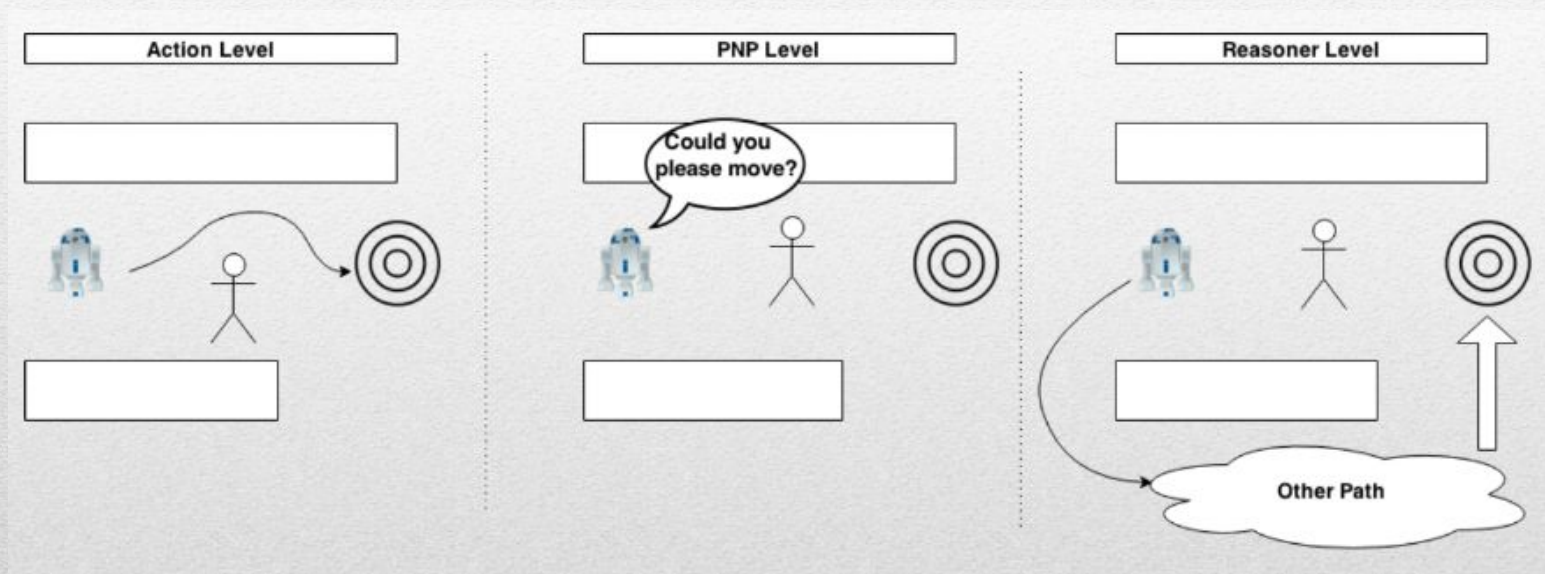 Action Level
PNP Level
Reasoner Level
Could you
please move?
Other Path